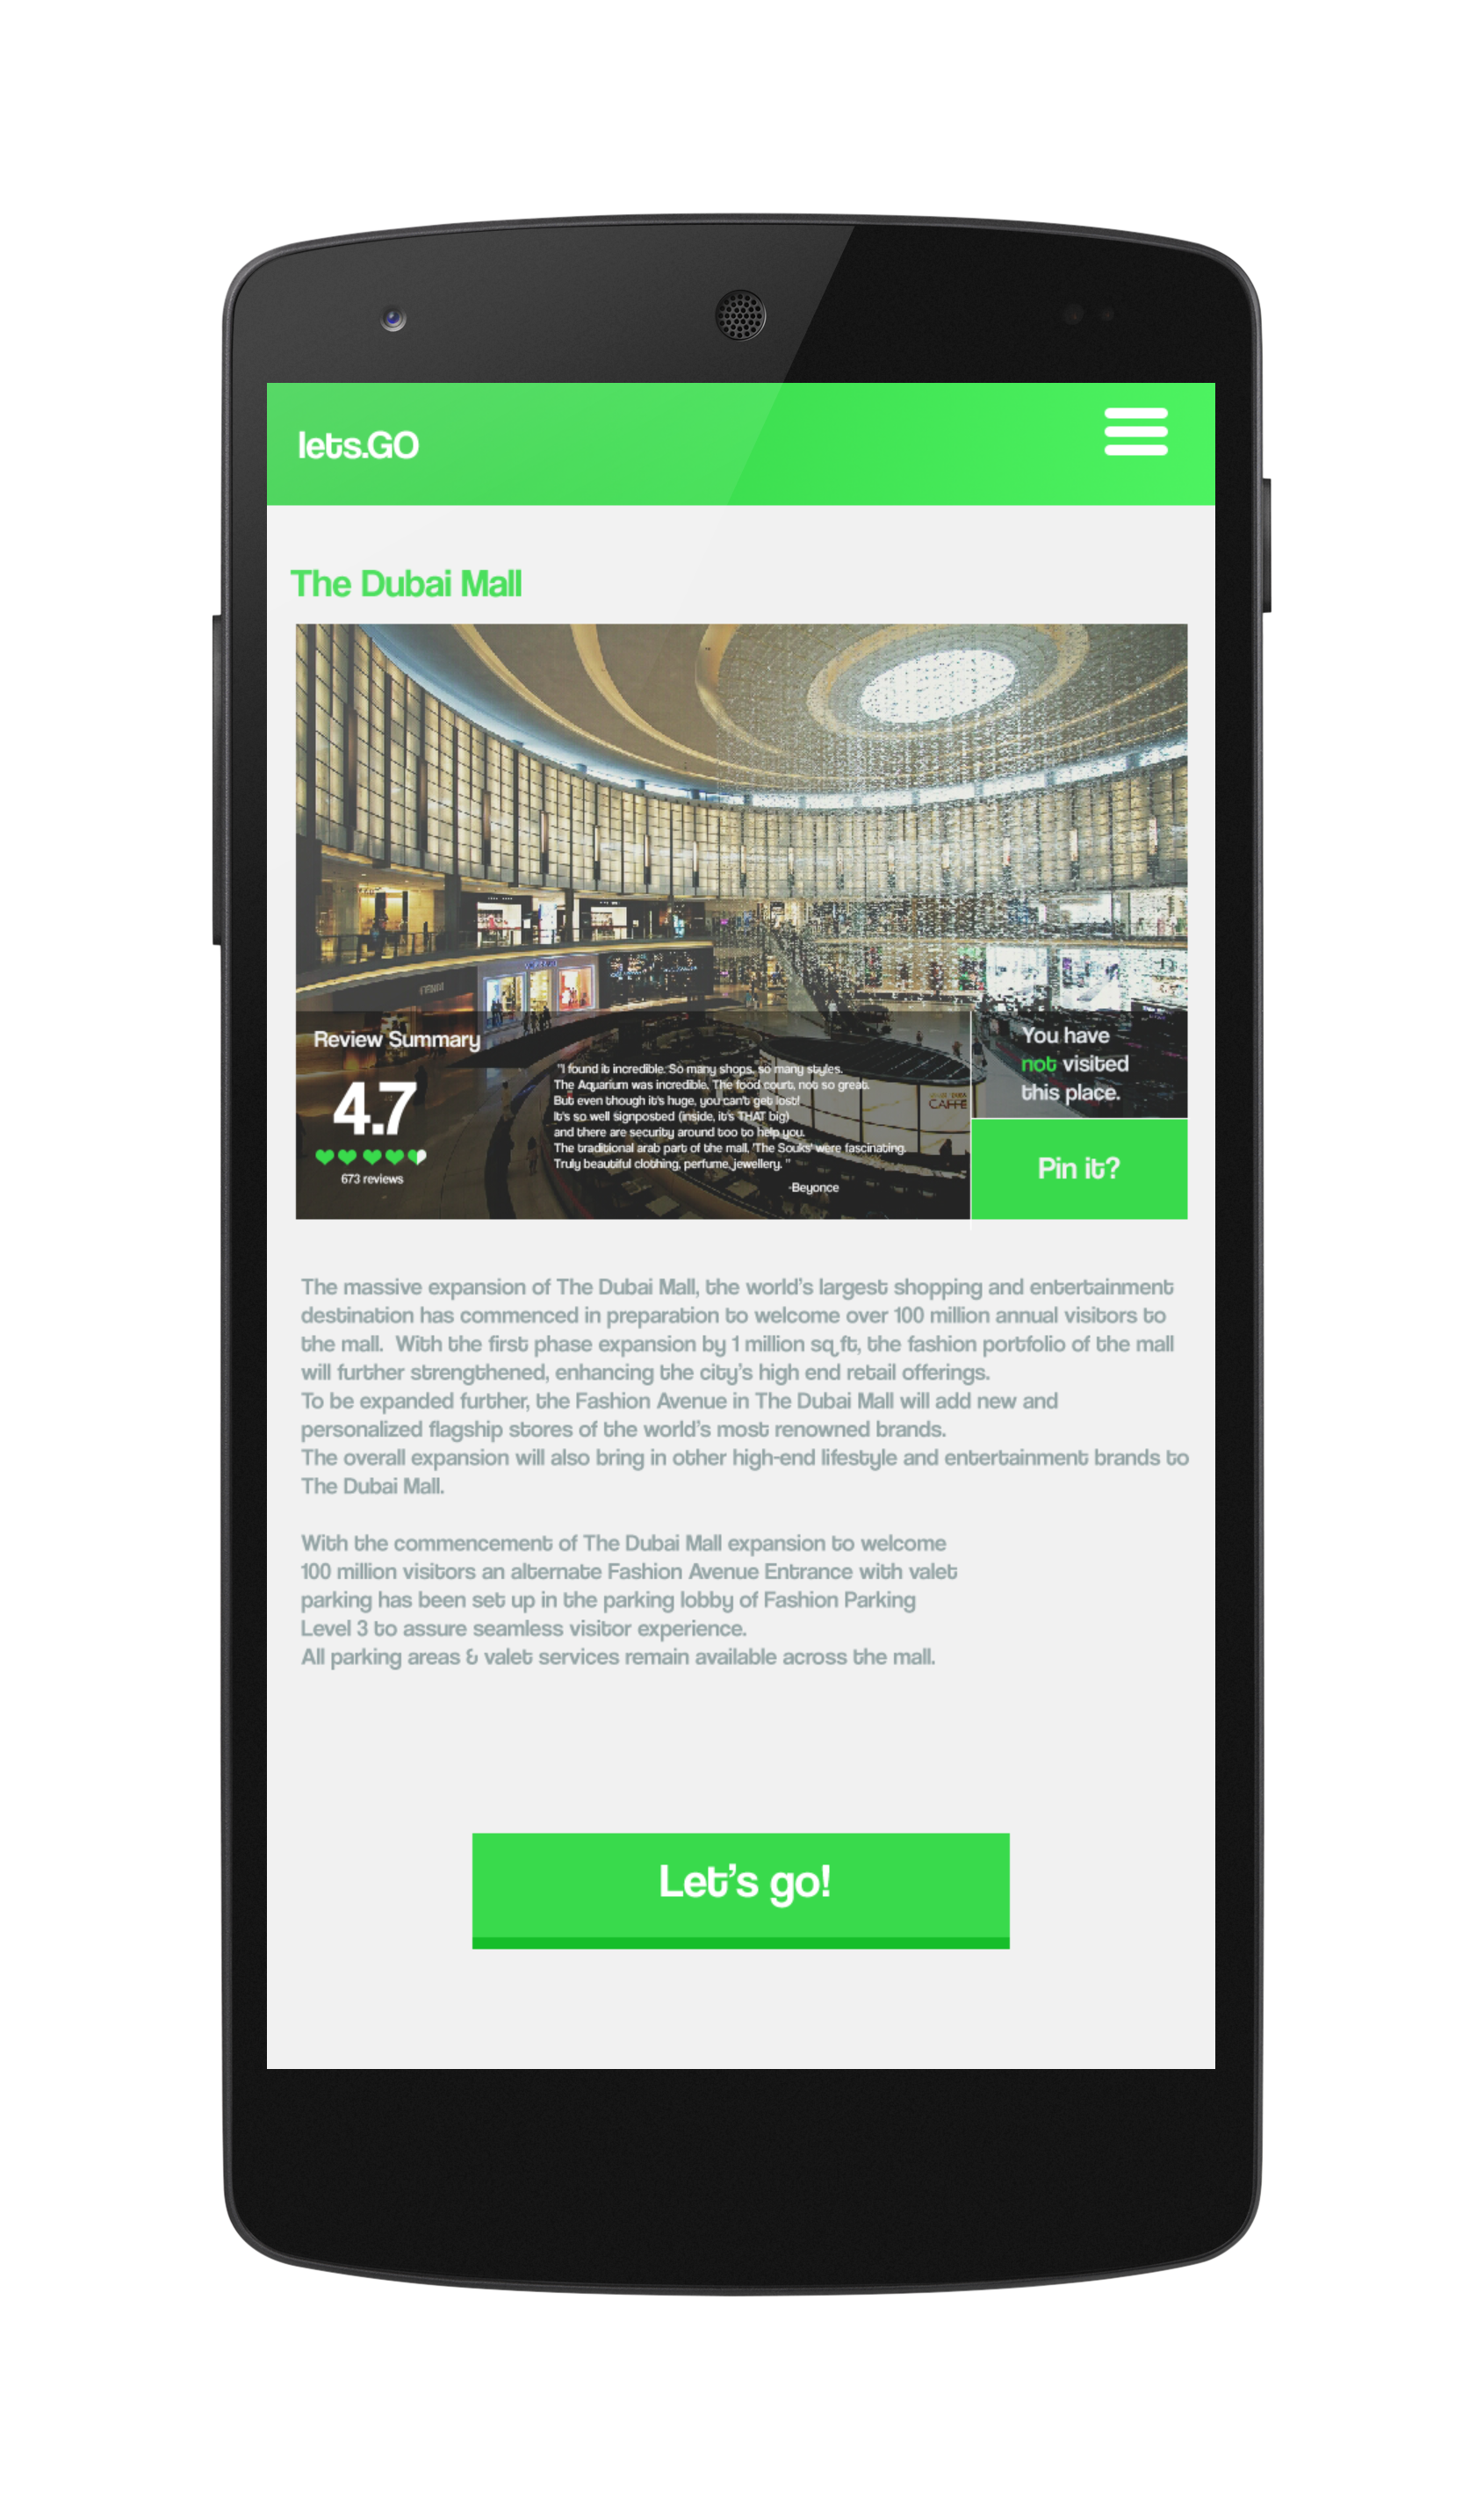 lets.GO
The Dubai Mall
CAFFÉ
Review Summary
4.7
673 reviews
"I found it incredible. So many shops, so many styles.
The Aquarium was incredible. The food court, not so great.
But even though it's huge, you can't get lost!
It's so well signposted (inside, it's THAT big)
and there are security around too to help you.
The traditional arab part of the mall, 'The Souks' were fascinating.
Truly beautiful clothing, perfume, jewellery. "
-Beyonce
You have
not visited
this place.
Pin it?
The massive expansion of The Dubai Mall, the world's largest shopping and entertainment
destination has commenced in preparation to welcome over 100 million annual visitors to
the mall.  With the first phase expansion by 1 million sq.ft, the fashion portfolio of the mall
will further strengthened, enhancing the city's high end retail offerings.
To be expanded further, the Fashion Avenue in The Dubai Mall will add new and
personalized flagship stores of the world's most renowned brands.
The overall expansion will also bring in other high-end lifestyle and entertainment brands to
The Dubai Mall.
With the commencement of The Dubai Mall expansion to welcome
100 million visitors an alternate Fashion Avenue Entrance with valet
parking has been set up in the parking lobby of Fashion Parking
Level 3 to assure seamless visitor experience.
All parking areas & valet services remain available across the mall.
Let's go!